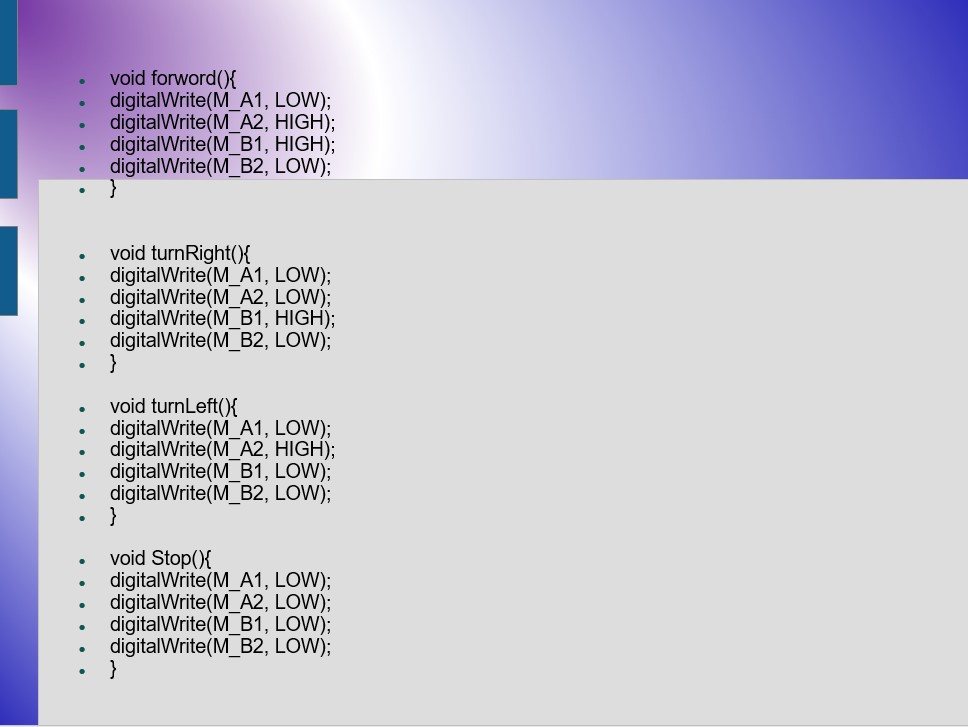 • void forword(){
• digitalWrite(M_A1, LOW);
• digitalWrite(M_A2, HIGH);
• digitalWrite(M_B1, HIGH);
• digitalWrite(M_B2, LOW);
• }
• void turnRight(){
• digitalWrite(M_A1, LOW);
• digitalWrite(M_A2, LOW);
• digitalWrite(M_B1, HIGH);
• digitalWrite(M_B2, LOW);
• }
• void turnLeft(){
• digitalWrite(M_A1, LOW);
• digitalWrite(M_A2, HIGH);
• digitalWrite(M_B1, LOW);
• digitalWrite(M_B2, LOW);
• }
• void Stop(){
• digitalWrite(M_A1, LOW);
• digitalWrite(M_A2, LOW);
• digitalWrite(M_B1, LOW);
• digitalWrite(M_B2, LOW);
• }